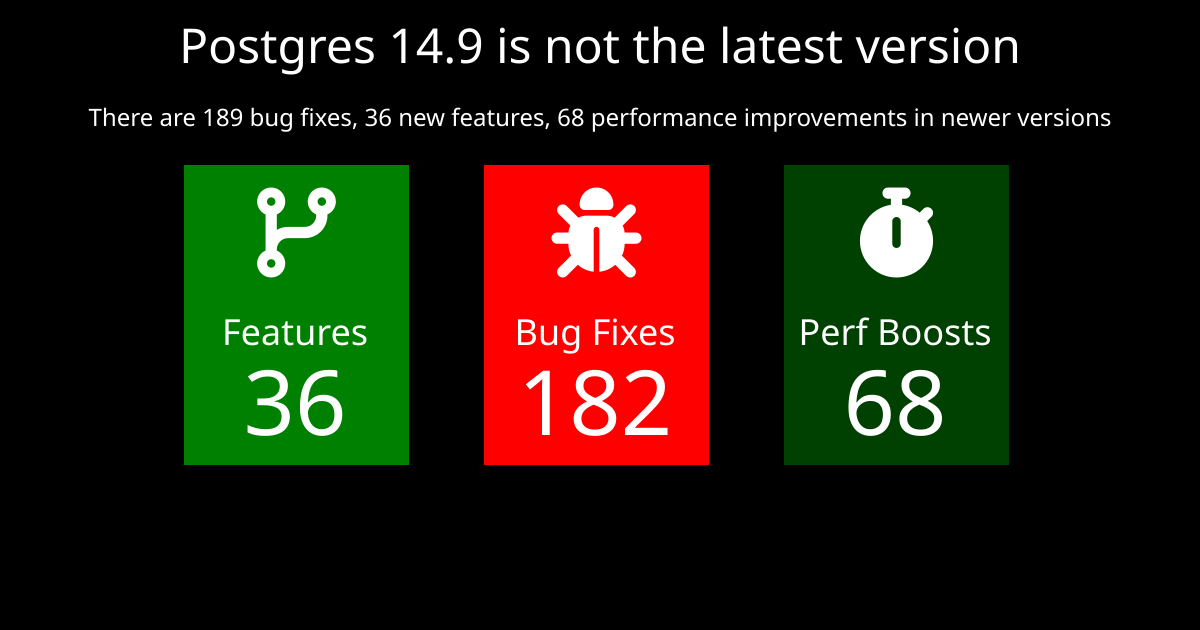 Postgres 14.9 is not the latest version
There are 189 bug fixes, 36 new features, 68 performance improvements in newer versions
Features
36
Bug Fixes
182
Perf Boosts
68